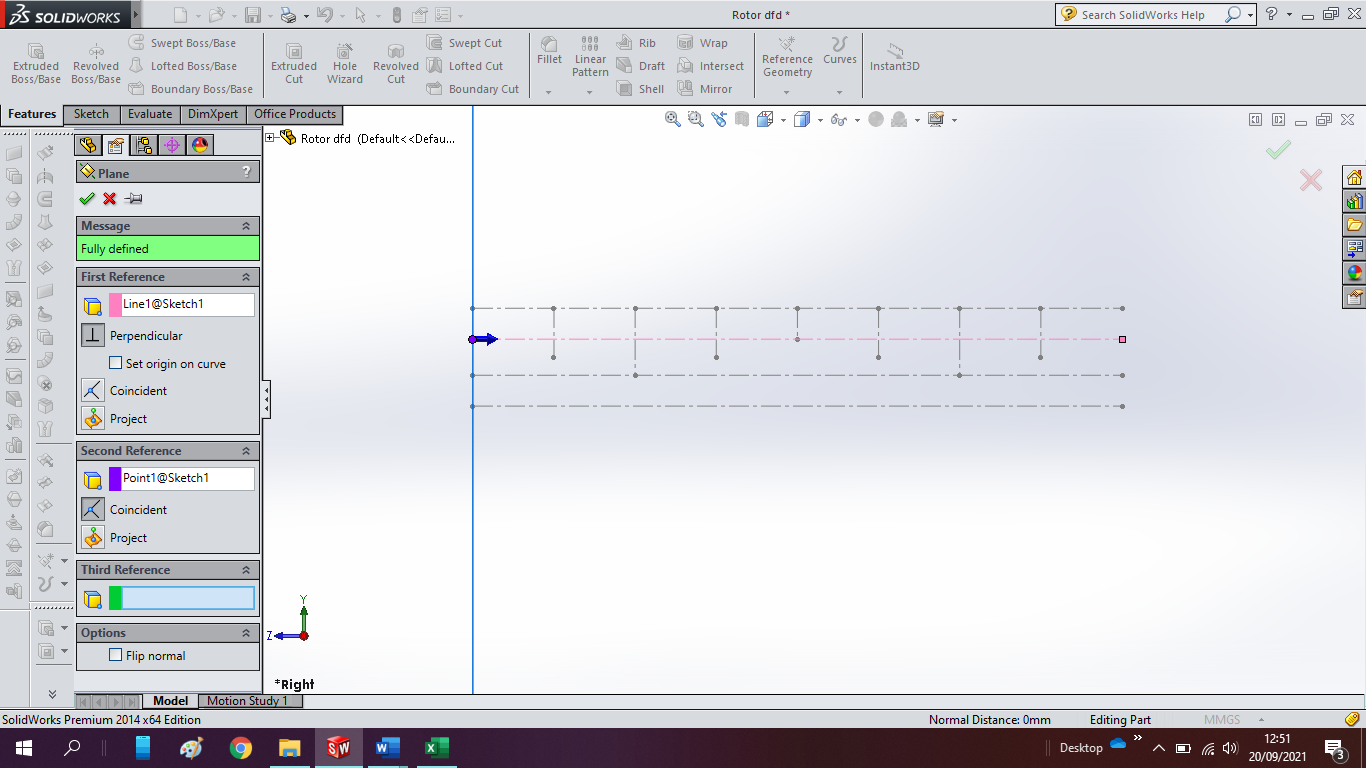 SOLIDWORKS
Rotor dfd *
Search SolidWorks Help
?
Extruded Boss/Base
Revolved Boss/Base
Swept Boss/Base
Lofted Boss/Base
Boundary Boss/Base
Extruded Cut
Hole Wizard
Revolved Cut
Swept Cut
Lofted Cut
Boundary Cut
Fillet
Linear Pattern
Rib
Draft
Shell
Wrap
Intersect
Mirror
Reference Geometry
Curves
Instant3D
Features
Sketch
Evaluate
DimXpert
Office Products
Rotor dfd (Default<<Defau...
Plane
?
Message
Fully defined
First Reference
Line1@Sketch1
Perpendicular
Set origin on curve
Coincident
Project
Second Reference
Point1@Sketch1
Coincident
Project
Third Reference
Options
Flip normal
Y
Z
*Right
Model
Motion Study 1
SolidWorks Premium 2014 x64 Edition
Normal Distance: 0mm
Editing Part
MMGS
SW
W
X
Desktop
12:51
20/09/2021
3